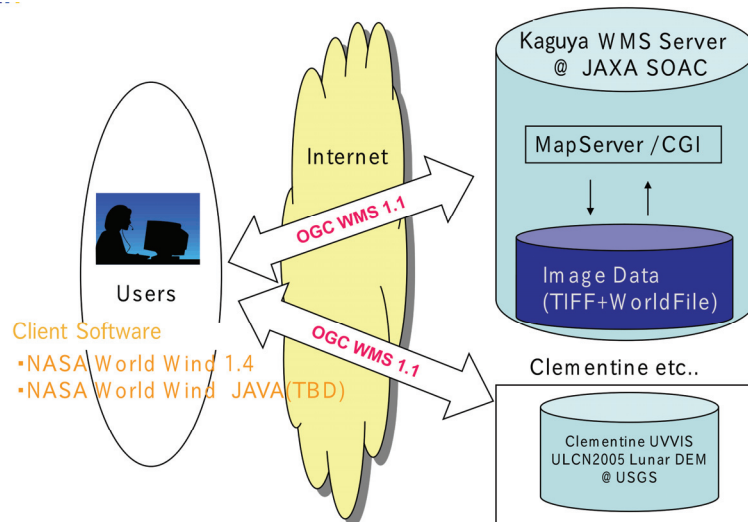 Kaguya WMS Server
@ JAXA SOAC
MapServer /CGI
Image Data
(TIFF+WorldFile)
Internet
OGC WMS 1.1
OGC WMS 1.1
Users
Client Software
▪NASA World Wind 1.4
▪NASA World Wind JAVA(TBD)
Clementine etc..
Clementine UVVIS
ULCN2005 Lunar DEM
@ USGS